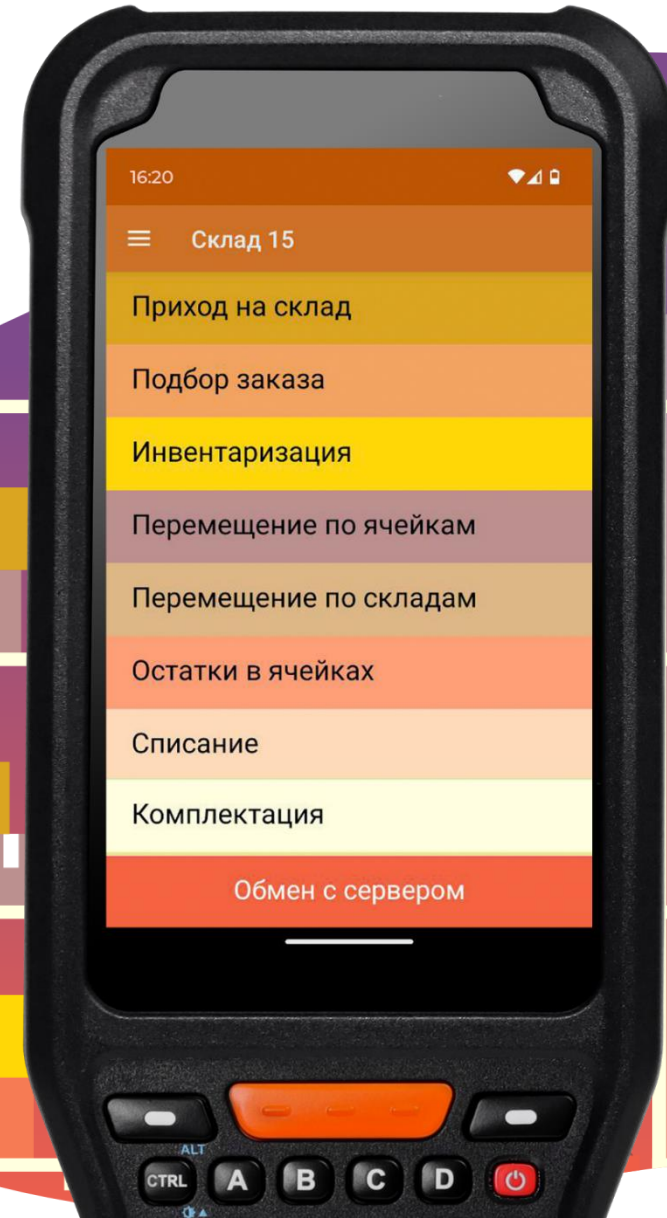 16:20
Склад 15
Приход на склад
Подбор заказа
Инвентаризация
Перемещение по ячейкам
Перемещение по складам
Остатки в ячейках
Списание
Комплектация
Обмен с сервером
ALT
CTRL A B C D